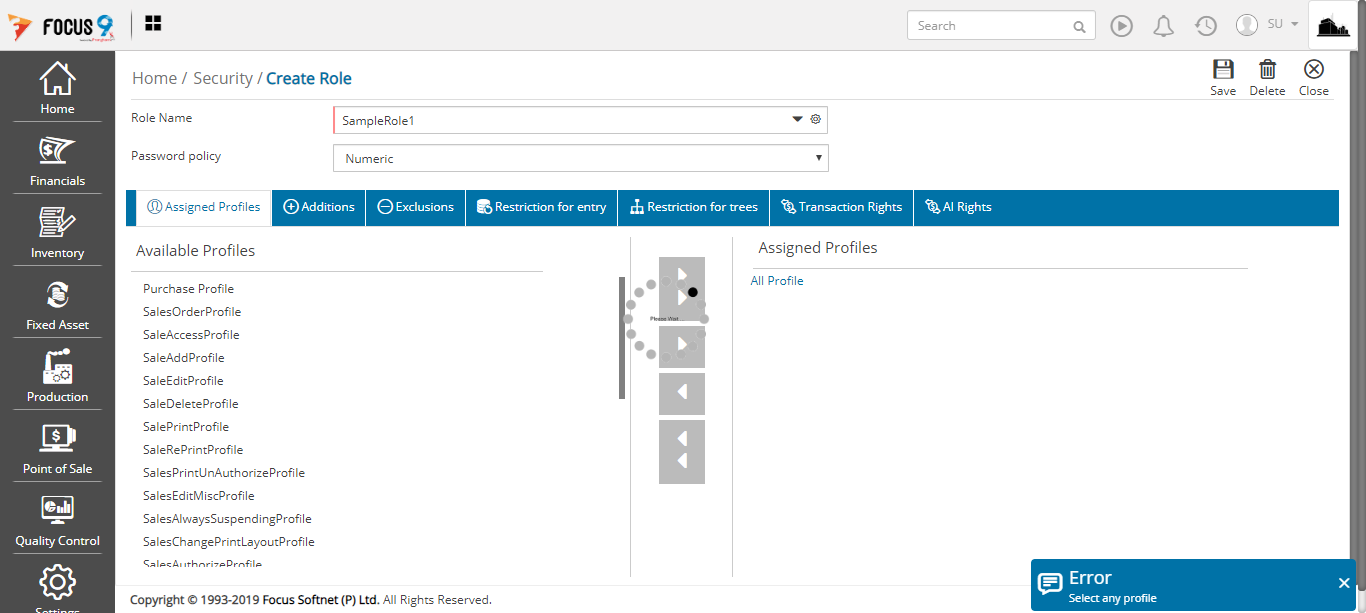 FOCUS 9
Search
SU
Home
Financials
Inventory
Fixed Asset
Production
Point of Sale
Quality Control
Settings
Home / Security / Create Role
Save
Delete
Close
Role Name
SampleRole1
Password policy
Numeric
Assigned Profiles
Additions
Exclusions
Restriction for entry
Restriction for trees
Transaction Rights
AI Rights
Available Profiles
Purchase Profile
SalesOrderProfile
SaleAccessProfile
SaleAddProfile
SaleEditProfile
SaleDeleteProfile
SalePrintProfile
SaleRePrintProfile
SalesPrintUnAuthorizeProfile
SalesEditMiscProfile
SalesAlwaysSuspendingProfile
SalesChangePrintLayoutProfile
SalesAuthorizeProfile
Please Wait ...
Assigned Profiles
All Profile
Error
Select any profile
Copyright © 1993-2019 Focus Softnet (P) Ltd. All Rights Reserved.